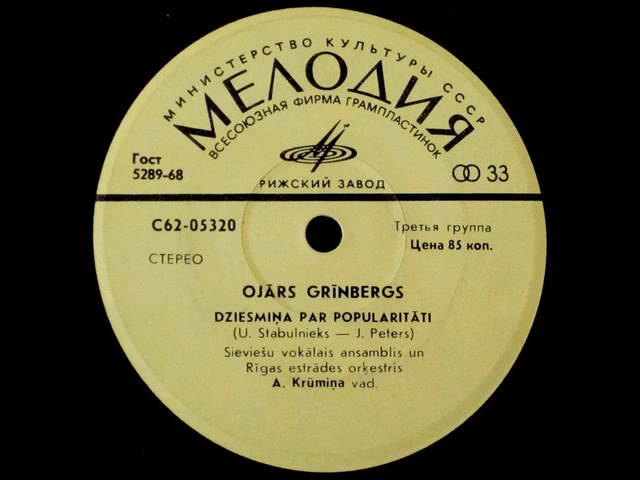 МИНИСТЕРСТВО КУЛЬТУРЫ СССР
МЕЛОДИЯ
ВСЕСОЮЗНАЯ ФИРМА ГРАМПЛАСТИНОК
Гост
5289-68
33
РИЖСКИЙ ЗАВОД
С62-05320
Третья группа
Цена 85 коп.
СТЕРЕО
OJĀRS GRĪNBERGS
DZIESMIŅA PAR POPULARITĀTI
(U. Stabulnieks — J. Peters)
Sieviešu vokālais ansamblis un
Rīgas estrādes orķestris
A. Krūmiņa vad.